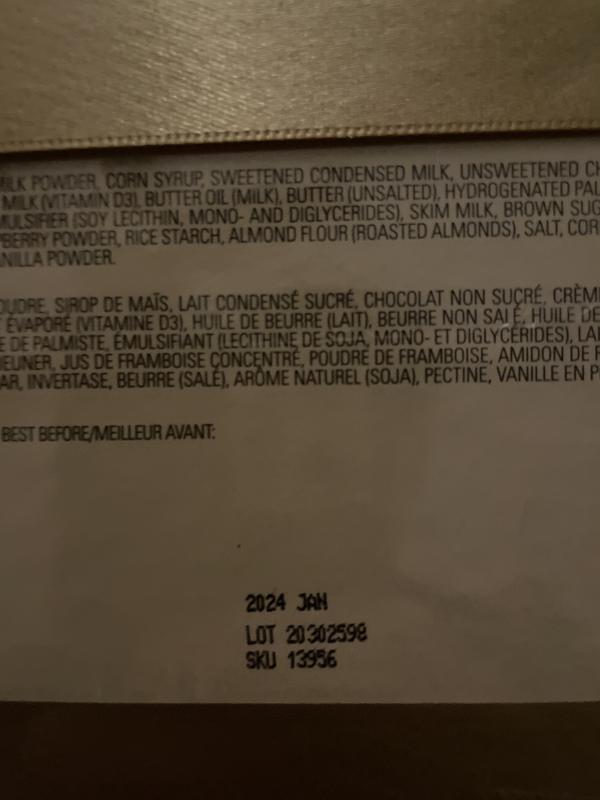 MILK POWDER, CORN SYRUP, SWEETENED CONDENSED MILK, UNSWEETENED
MILK (VITAMIN D3), BUTTER OIL (MILK), BUTTER (UNSALTED), HYDROGENATED
(SOY LECITHIN, MONO- AND DIGLYCERIDES), SKIM MILK, BROWN
POWDER, RICE STARCH, ALMOND FLOUR (ROASTED ALMONDS), SALT,
POWDER.
SIROP DE MAÏS, LAIT CONDENSÉ SUCRÉ, CHOCOLAT NON SUCRÉ,
ÉVAPORÉ (VITAMINE D3), HUILE DE BEURRE (LAIT), BEURRE NON SALÉ, HUILE DE
DE PALMISTE, ÉMULSIFIANT (LECITHINE DE SOJA, MONO- ET DIGLYCÉRIDES),
JUS DE FRAMBOISE CONCENTRÉ, POUDRE DE FRAMBOISE, AMIDON DE
INVERTASE, BEURRE (SALÉ), ARÔME NATUREL (SOJA), PECTINE, VANILLE EN
BEST BEFORE/MEILLEUR AVANT:
2024 JAN
LOT 20302598
SKU 13956